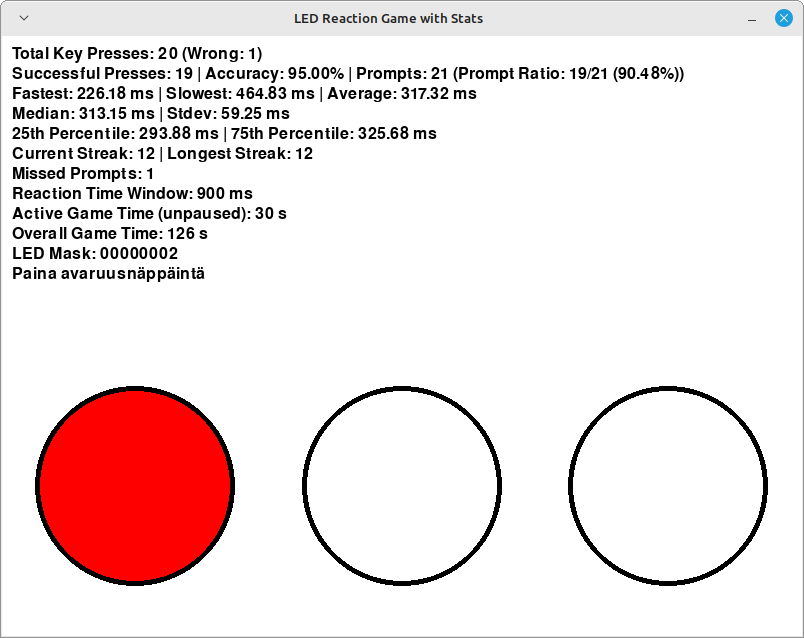 LED Reaction Game with Stats
Total Key Presses: 20 (Wrong: 1)
Successful Presses: 19 | Accuracy: 95.00% | Prompts: 21 (Prompt Ratio: 19/21 (90.48%))
Fastest: 226.18 ms | Slowest: 464.83 ms | Average: 317.32 ms
Median: 313.15 ms | Stdev: 59.25 ms
25th Percentile: 293.88 ms | 75th Percentile: 325.68 ms
Current Streak: 12 | Longest Streak: 12
Missed Prompts: 1
Reaction Time Window: 900 ms
Active Game Time (unpaused): 30 s
Overall Game Time: 126 s
LED Mask: 00000002
Paina avaruusnäppäintä